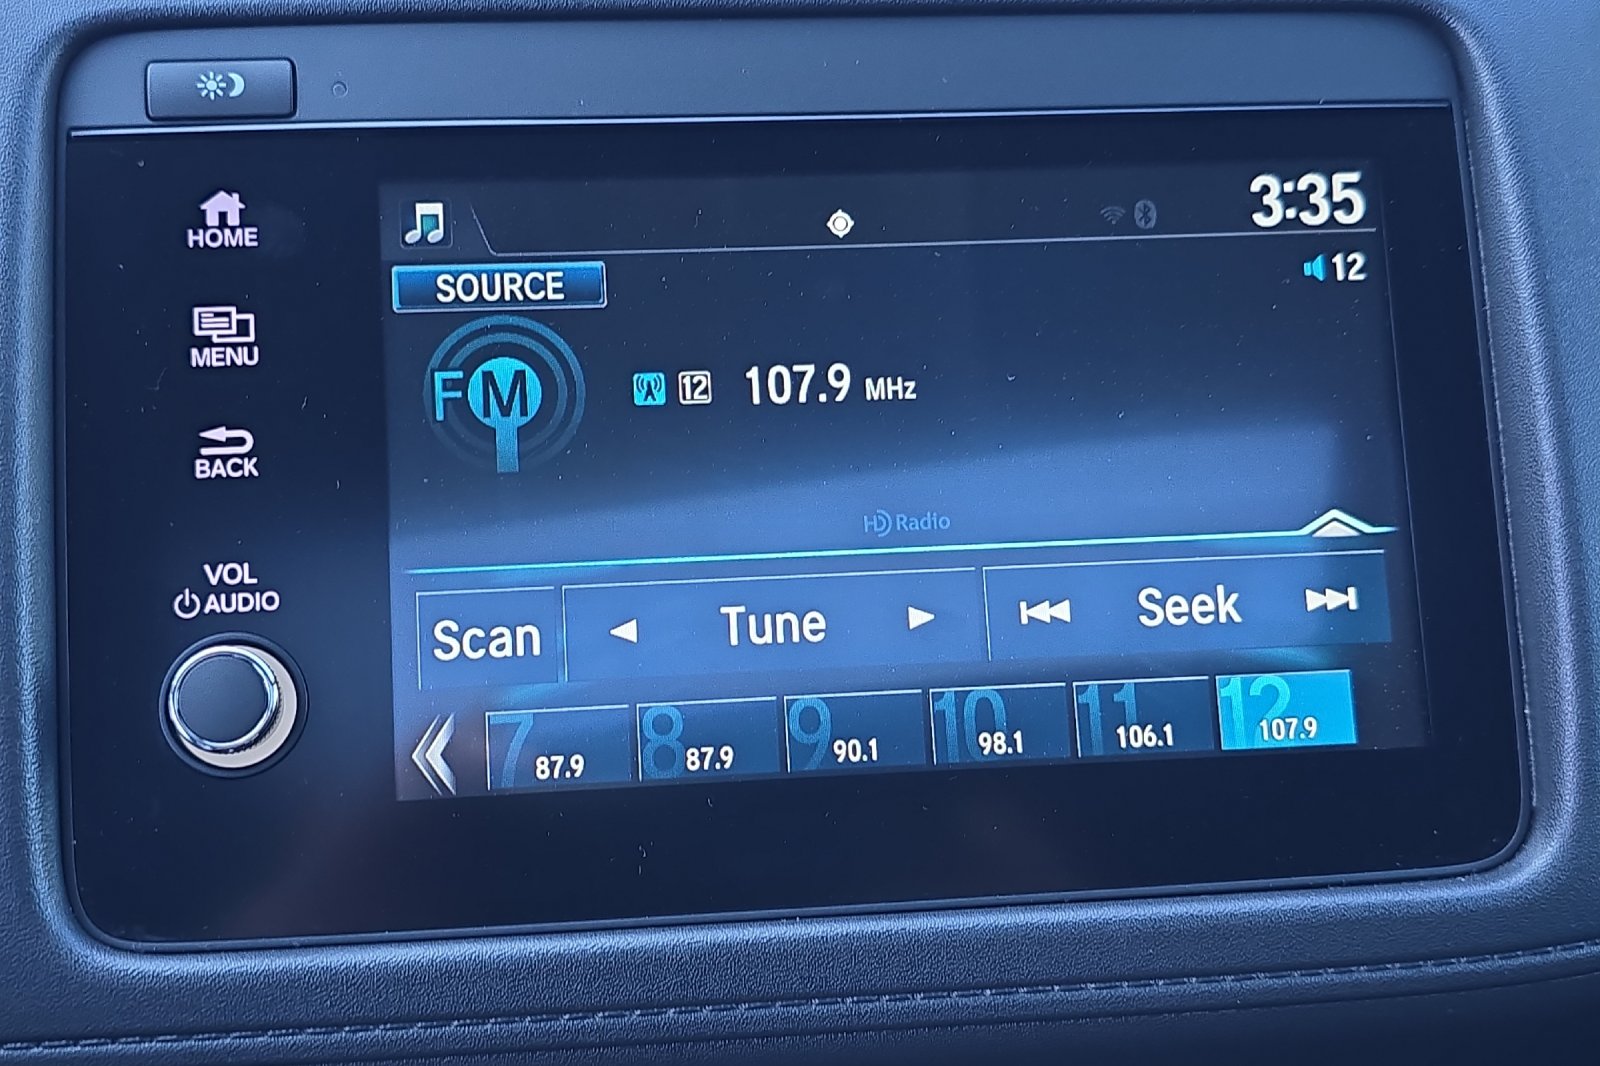 HOME
MENU
BACK
VOL
AUDIO
3:35
SOURCE
12
FM
12 107.9 MHz
HD Radio
Scan Tune Seek
7 87.9
8 87.9
9 90.1
10 98.1
11 106.1
12 107.9